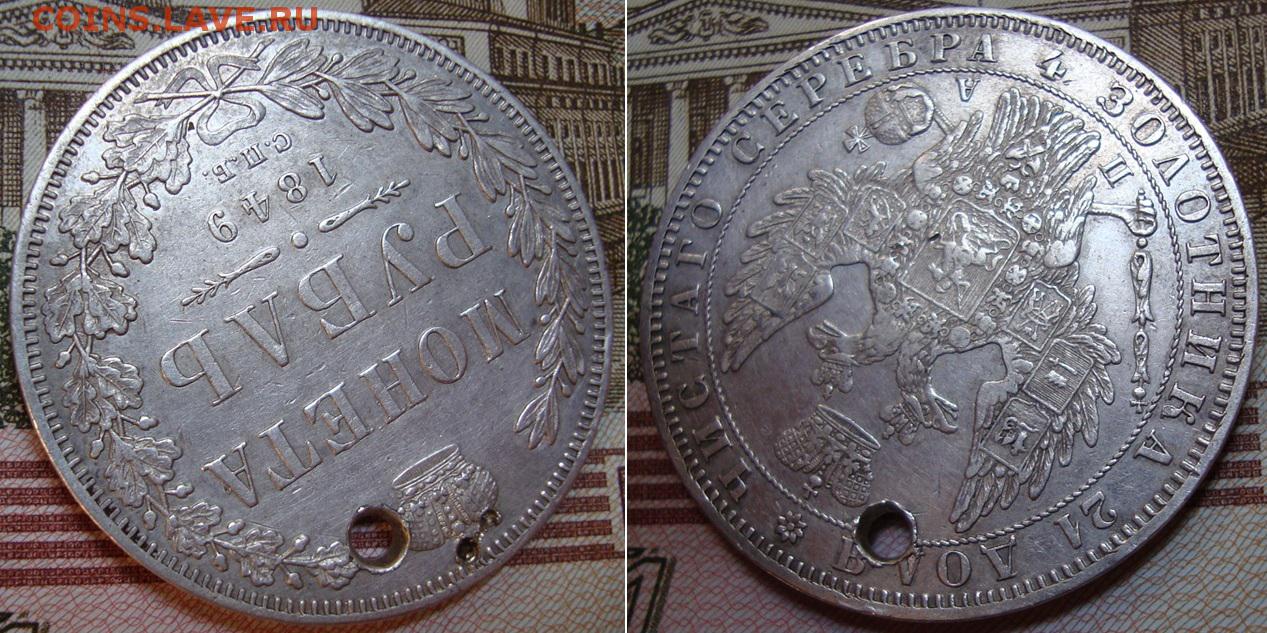 COINS.LAVE.RU
МОНЕТА
РУБЛЬ
1849
С.П.Б.
ЧИСТАГО СЕРЕБРА 4 ЗОЛОТНИКА 21 ДОЛЯ
П А